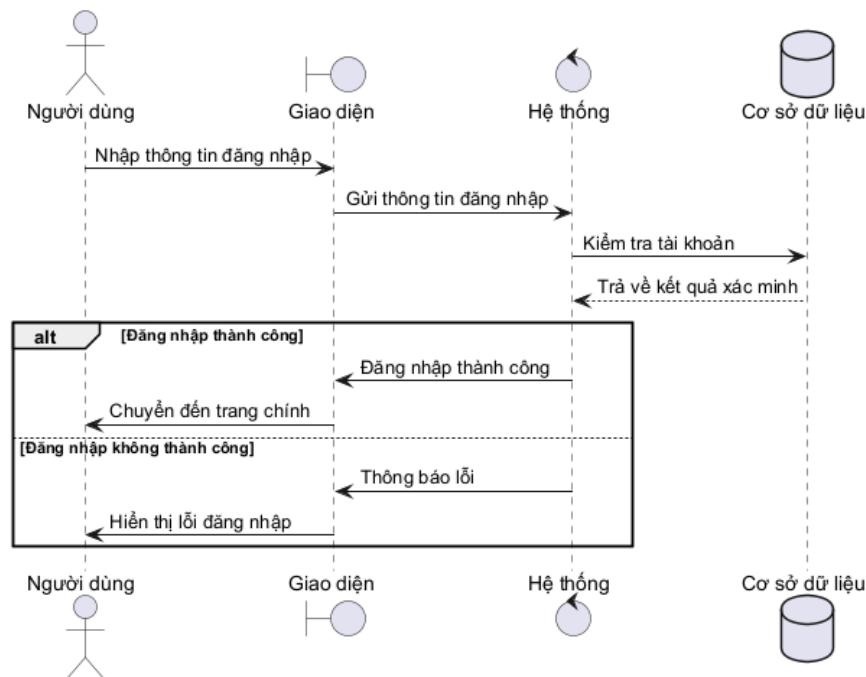 Người dùng
Giao diện
Hệ thống
Cơ sở dữ liệu
Nhập thông tin đăng nhập
Gửi thông tin đăng nhập
Kiểm tra tài khoản
Trả về kết quả xác minh
alt
[Đăng nhập thành công]
Đăng nhập thành công
Chuyển đến trang chính
[Đăng nhập không thành công]
Thông báo lỗi
Hiển thị lỗi đăng nhập
Người dùng
Giao diện
Hệ thống
Cơ sở dữ liệu